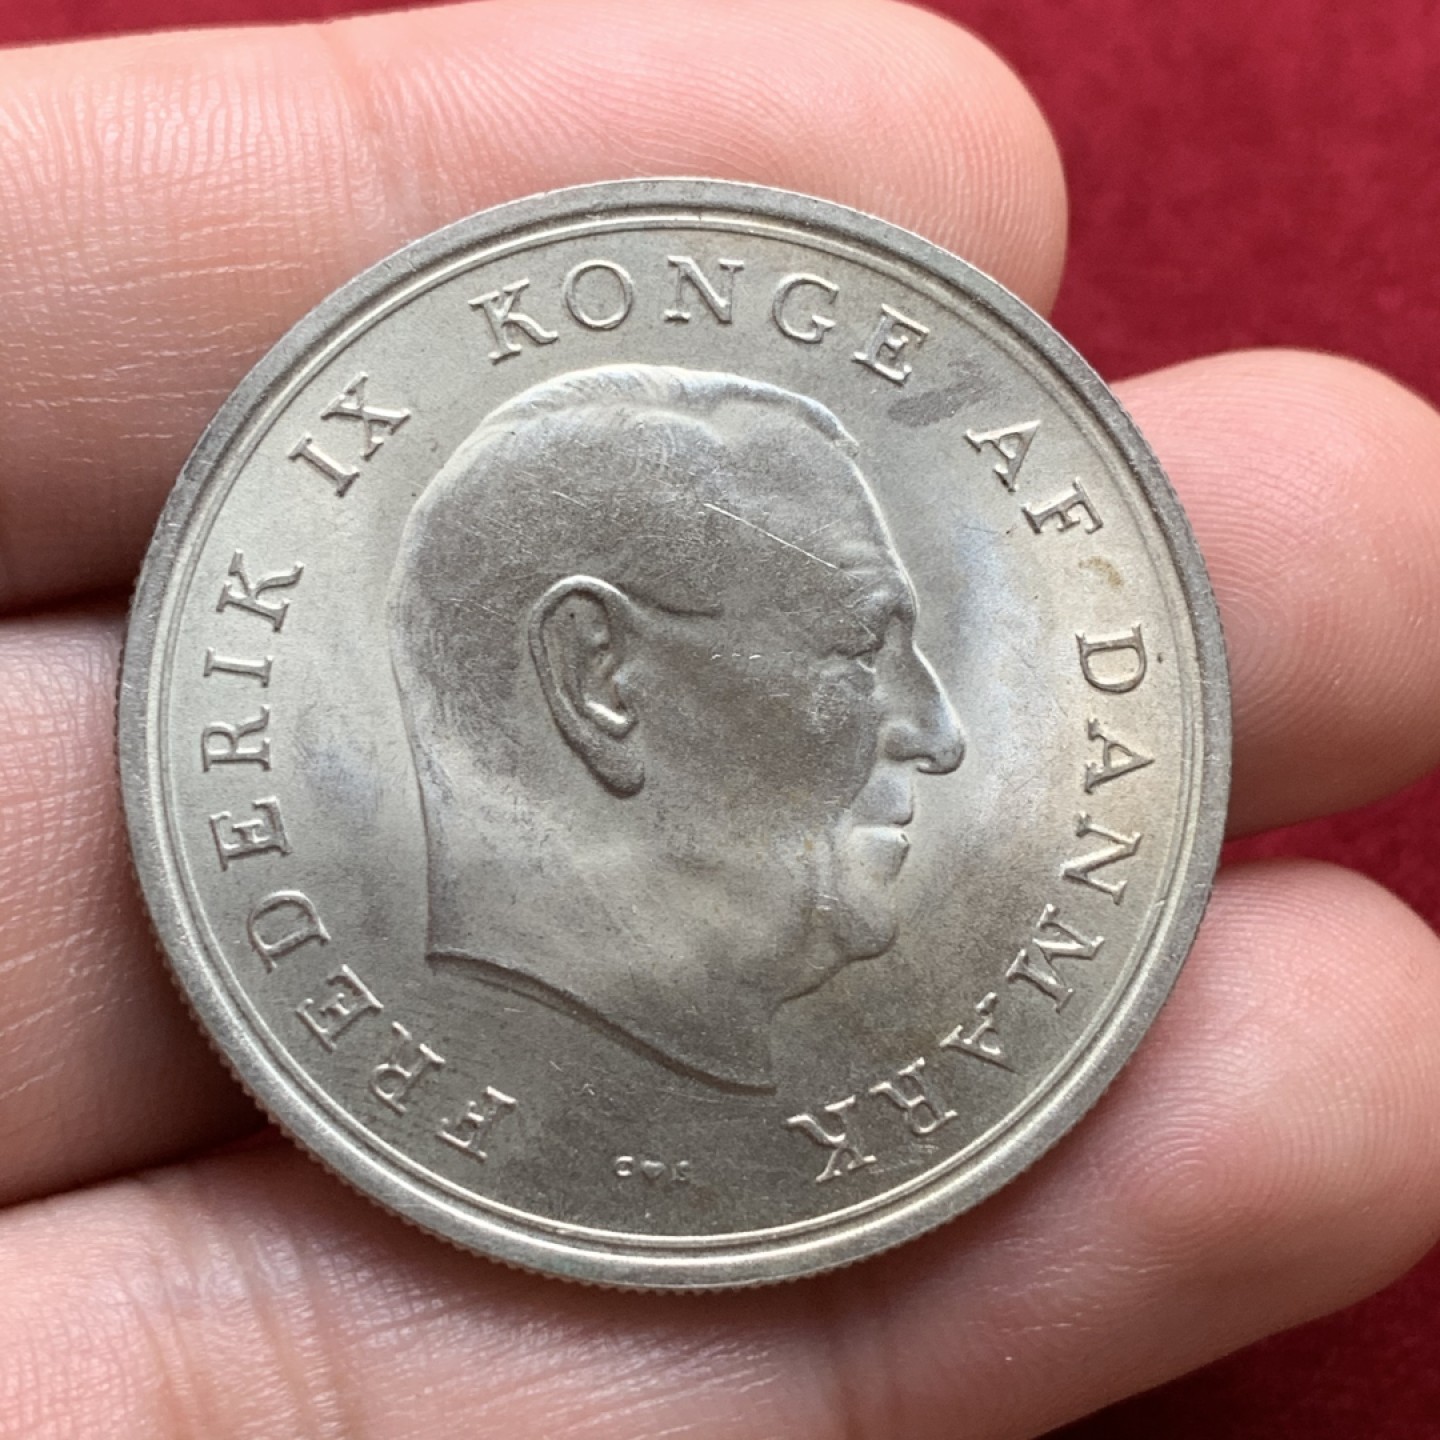 FREDERIK IX KONGE AF DANMARK